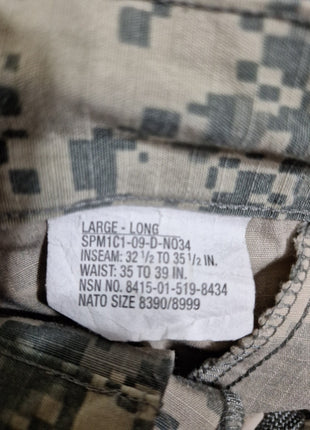 LARGE - LONG
SPM1C1-09-D-NO34
INSEAM: 32 1/2 TO 35 1/2 IN.
WAIST: 35 TO 39 IN.
NSN NO. 8415-01-519-8434
NATO SIZE 8390/8999